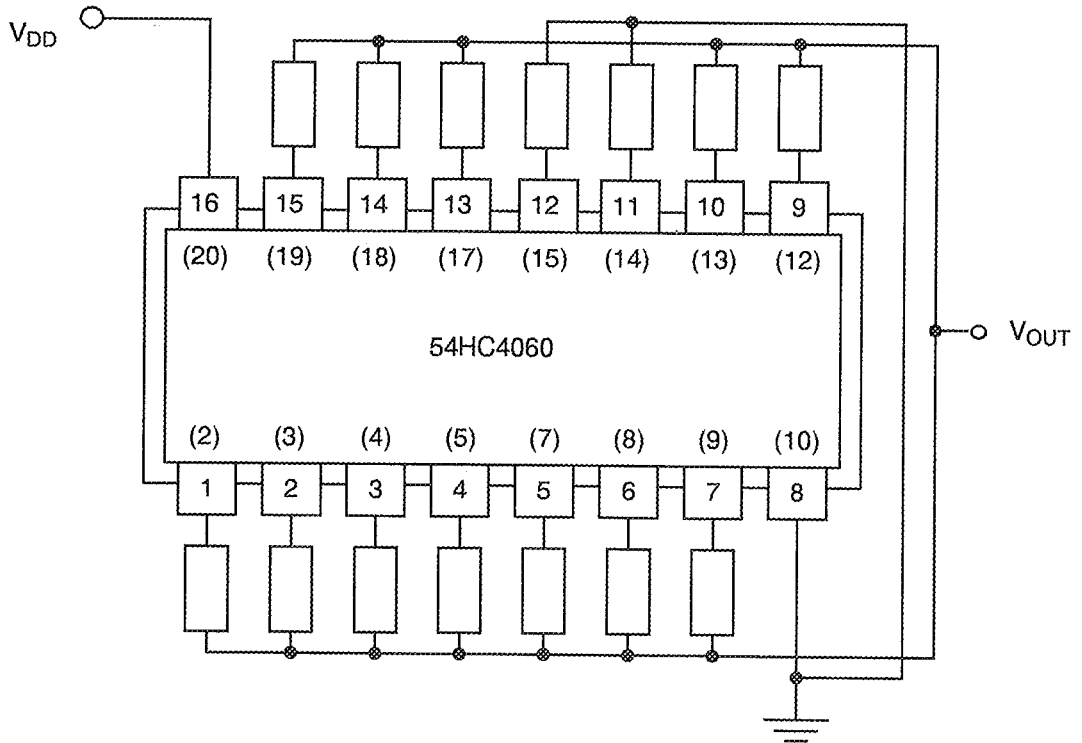 VDD
16 15 14 13 12 11 10 9
(20) (19) (18) (17) (15) (14) (13) (12)
54HC4060
VOUT
(2) (3) (4) (5) (7) (8) (9) (10)
1 2 3 4 5 6 7 8